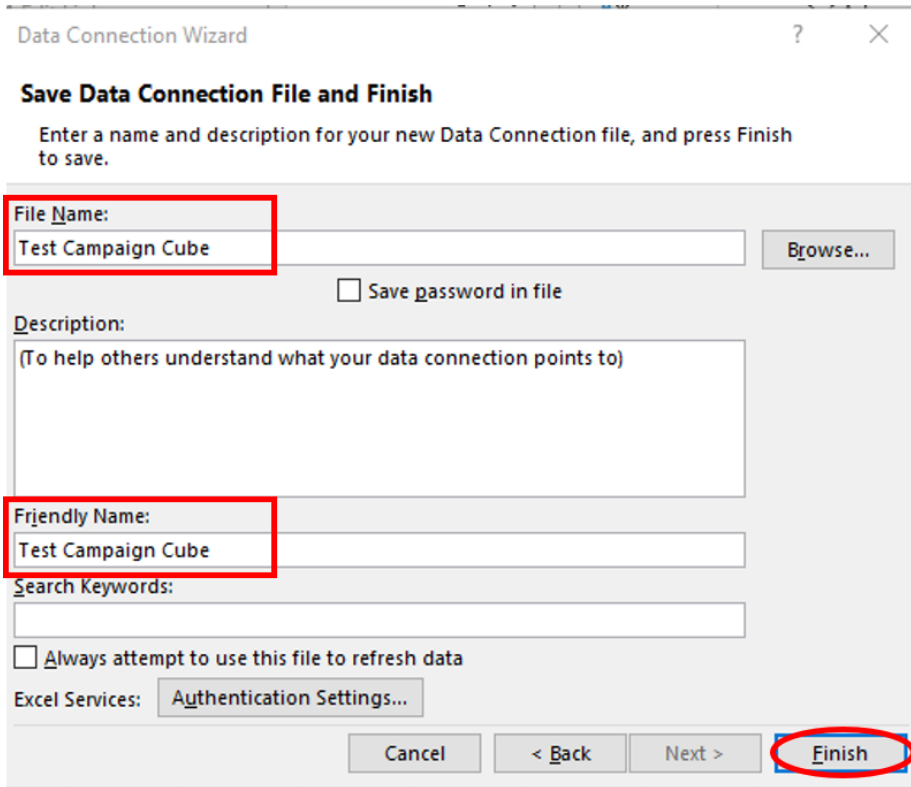 Data Connection Wizard ?
Save Data Connection File and Finish
Enter a name and description for your new Data Connection file, and press Finish
to save.
File Name:
Test Campaign Cube
Browse...
Save password in file
Description:
(To help others understand what your data connection points to)
Friendly Name:
Test Campaign Cube
Search Keywords:
Always attempt to use this file to refresh data
Excel Services: Authentication Settings...
Cancel < Back Next > Finish